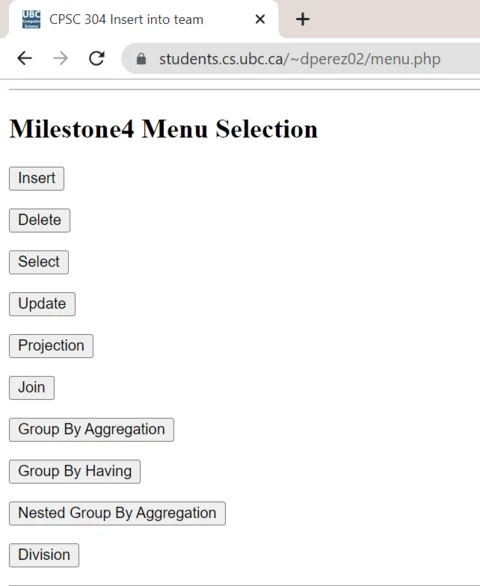 UBC
CPSC 304 Insert into team
students.cs.ubc.ca/~dperez02/menu.php
Milestone4 Menu Selection
Insert
Delete
Select
Update
Projection
Join
Group By Aggregation
Group By Having
Nested Group By Aggregation
Division